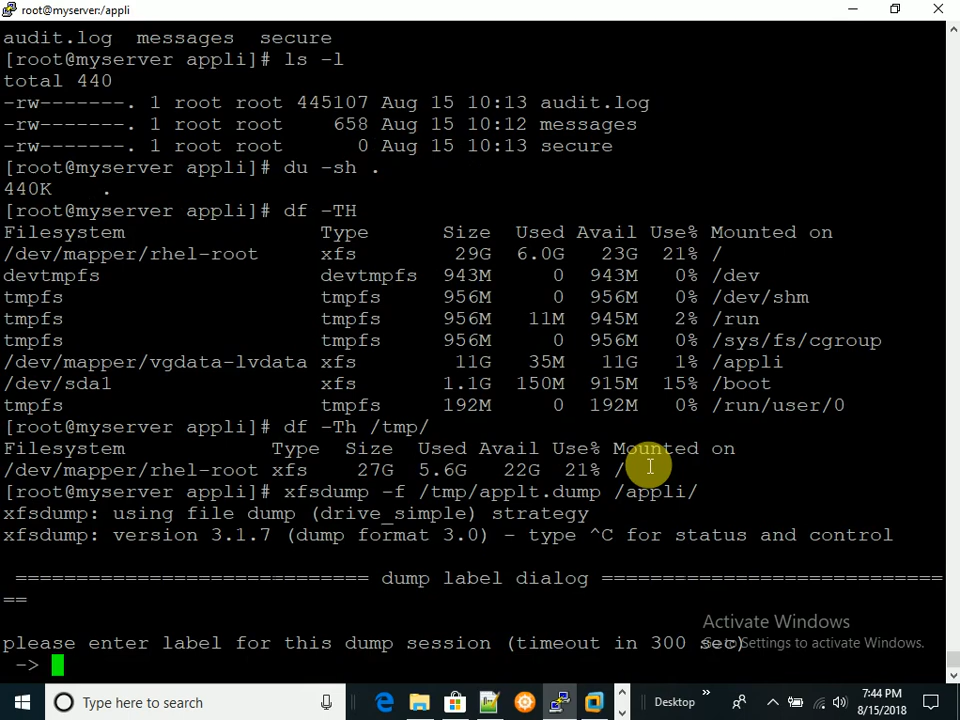 root@myserver:/appli
audit.log  messages  secure
[root@myserver appli]# ls -l
total 440
-rw-------. 1 root root 445107 Aug 15 10:13 audit.log
-rw-------. 1 root root    658 Aug 15 10:12 messages
-rw-------. 1 root root      0 Aug 15 10:13 secure
[root@myserver appli]# du -sh .
440K    .
[root@myserver appli]# df -TH
Filesystem                Type      Size  Used Avail Use% Mounted on
/dev/mapper/rhel-root     xfs        29G  6.0G   23G  21% /
devtmpfs                  devtmpfs  943M     0  943M   0% /dev
tmpfs                     tmpfs     956M     0  956M   0% /dev/shm
tmpfs                     tmpfs     956M   11M  945M   2% /run
tmpfs                     tmpfs     956M     0  956M   0% /sys/fs/cgroup
/dev/mapper/vgdata-lvdata xfs        11G   35M   11G   1% /appli
/dev/sda1                 xfs       1.1G  150M  915M  15% /boot
tmpfs                     tmpfs     192M     0  192M   0% /run/user/0
[root@myserver appli]# df -Th /tmp/
Filesystem            Type  Size  Used Avail Use% Mounted on
/dev/mapper/rhel-root xfs    27G  5.6G   22G  21% /
[root@myserver appli]# xfsdump -f /tmp/applt.dump /appli/
xfsdump: using file dump (drive_simple) strategy
xfsdump: version 3.1.7 (dump format 3.0) - type ^C for status and control
============================= dump label dialog ============================
==
Activate Windows
please enter label for this dump session (timeout in 300 sec)
Go to Settings to activate Windows.
->
Type here to search
Desktop
»
7:44 PM
8/15/2018